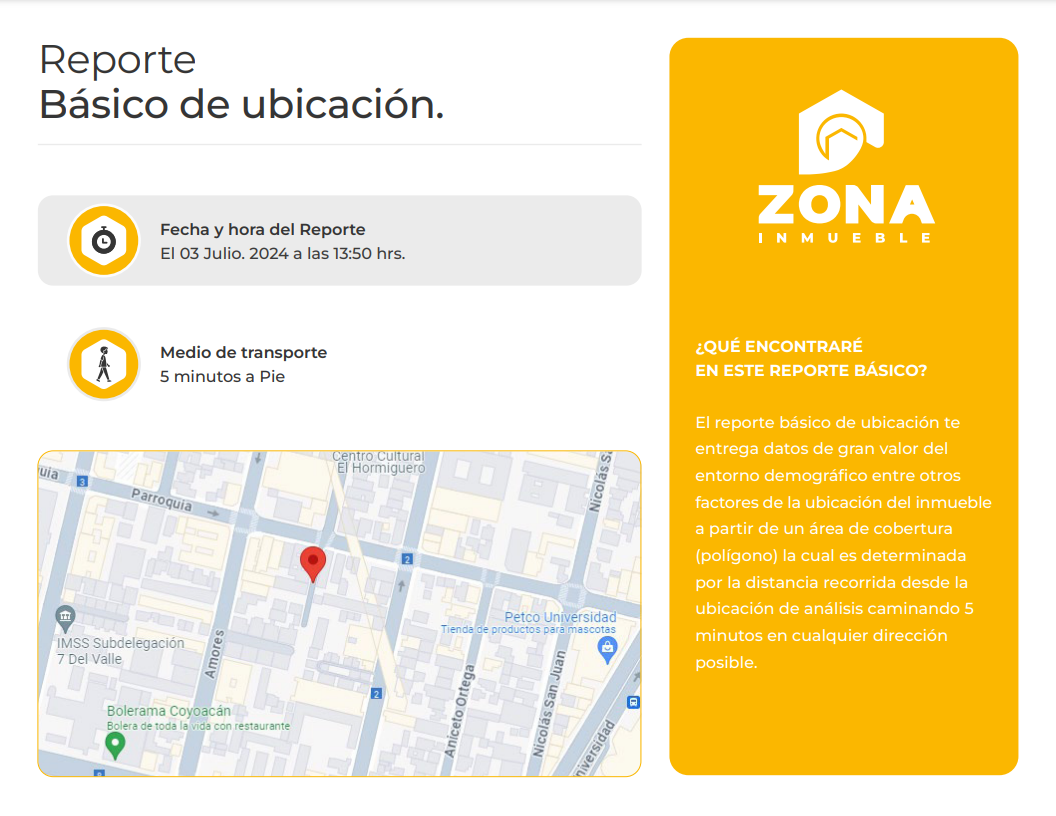 Reporte
Básico de ubicación.
Fecha y hora del Reporte
El 03 Julio. 2024 a las 13:50 hrs.
Medio de transporte
5 minutos a Pie
Centro Cultural
El Hormiguero
uia
3
Parroquia
Nicolás S
2
Petco Universidad
Tienda de productos para mascotas
IMSS Subdelegación
7 Del Valle
Amores
2
Aniceto Ortega
Nicolás San Juan
niversidad
Bolerama Coyoacán
Bolera de toda la vida con restaurante
ZONA
INMUEBLE
¿QUÉ ENCONTRARÉ
EN ESTE REPORTE BÁSICO?
El reporte básico de ubicación te
entrega datos de gran valor del
entorno demográfico entre otros
factores de la ubicación del inmueble
a partir de un área de cobertura
(polígono) la cual es determinada
por la distancia recorrida desde la
ubicación de análisis caminando 5
minutos en cualquier dirección
posible.